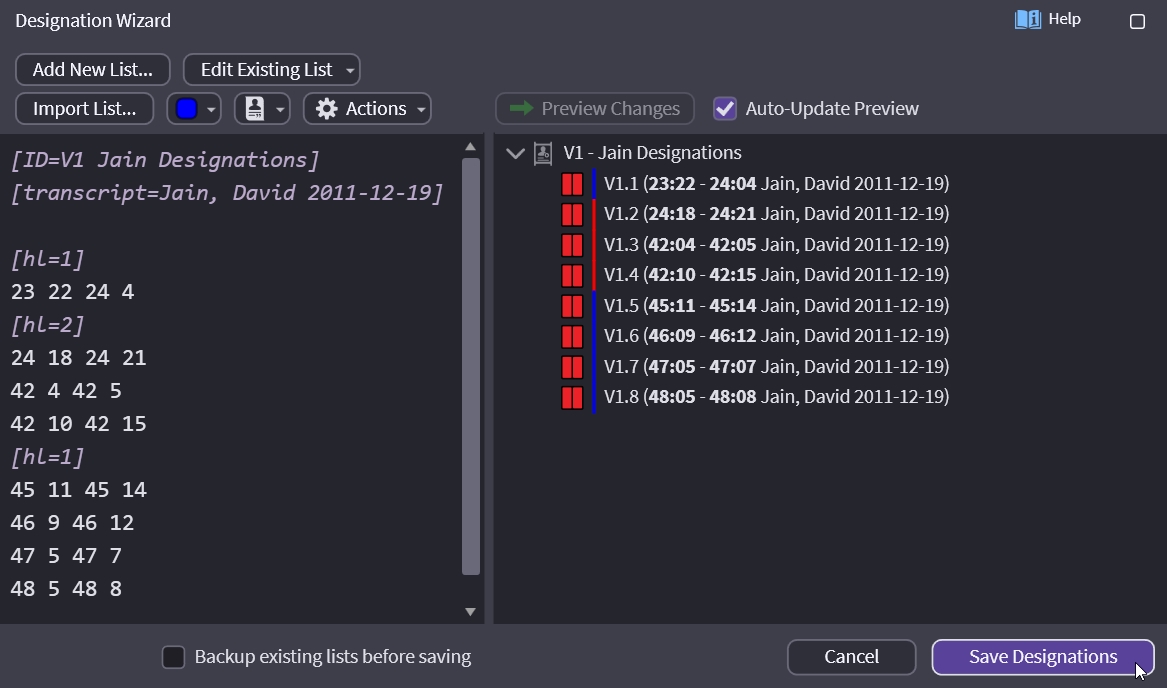 Designation Wizard
Help
Add New List...
Edit Existing List
Import List...
Actions
Preview Changes
Auto-Update Preview
[ID=V1 Jain Designations]
[transcript=Jain, David 2011-12-19]
[hl=1]
23 22 24 4
[hl=2]
24 18 24 21
42 4 42 5
42 10 42 15
[hl=1]
45 11 45 14
46 9 46 12
47 5 47 7
48 5 48 8
V1 - Jain Designations
V1.1 (23:22 - 24:04 Jain, David 2011-12-19)
V1.2 (24:18 - 24:21 Jain, David 2011-12-19)
V1.3 (42:04 - 42:05 Jain, David 2011-12-19)
V1.4 (42:10 - 42:15 Jain, David 2011-12-19)
V1.5 (45:11 - 45:14 Jain, David 2011-12-19)
V1.6 (46:09 - 46:12 Jain, David 2011-12-19)
V1.7 (47:05 - 47:07 Jain, David 2011-12-19)
V1.8 (48:05 - 48:08 Jain, David 2011-12-19)
Backup existing lists before saving
Cancel
Save Designations